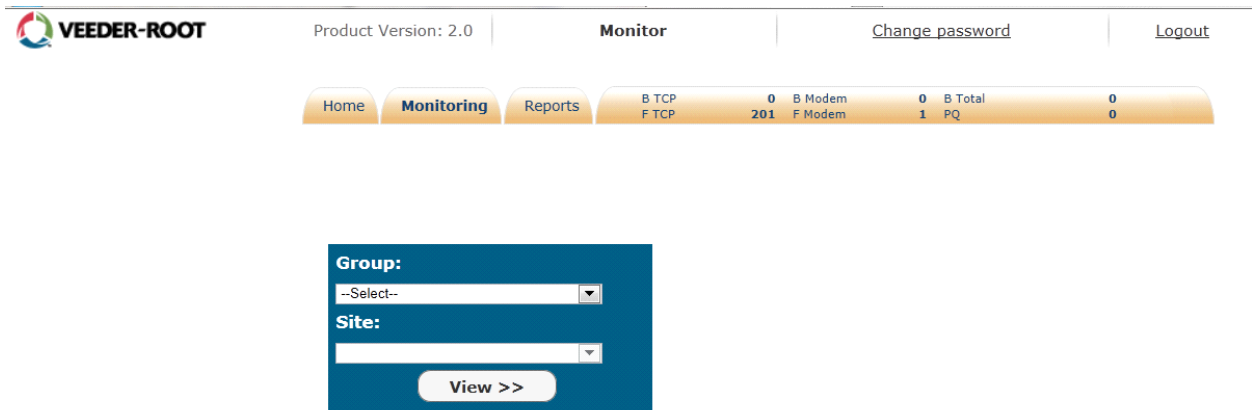 VEEDER-ROOT Product Version: 2.0 Monitor Change password Logout
Home Monitoring Reports
B TCP 0 B Modem 0 B Total 0
F TCP 201 F Modem 1 PQ 0
Group:
--Select--
Site:
View >>